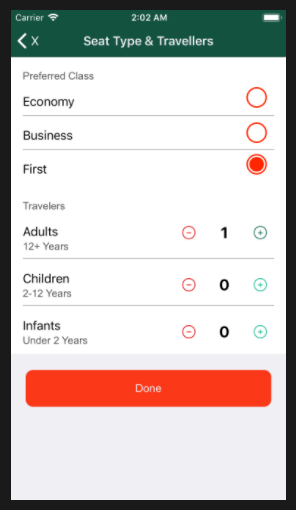 Carrier 2:02 AM
X Seat Type & Travellers
Preferred Class
Economy
Business
First
Travelers
Adults
12+ Years
1
Children
2-12 Years
0
Infants
Under 2 Years
0
Done